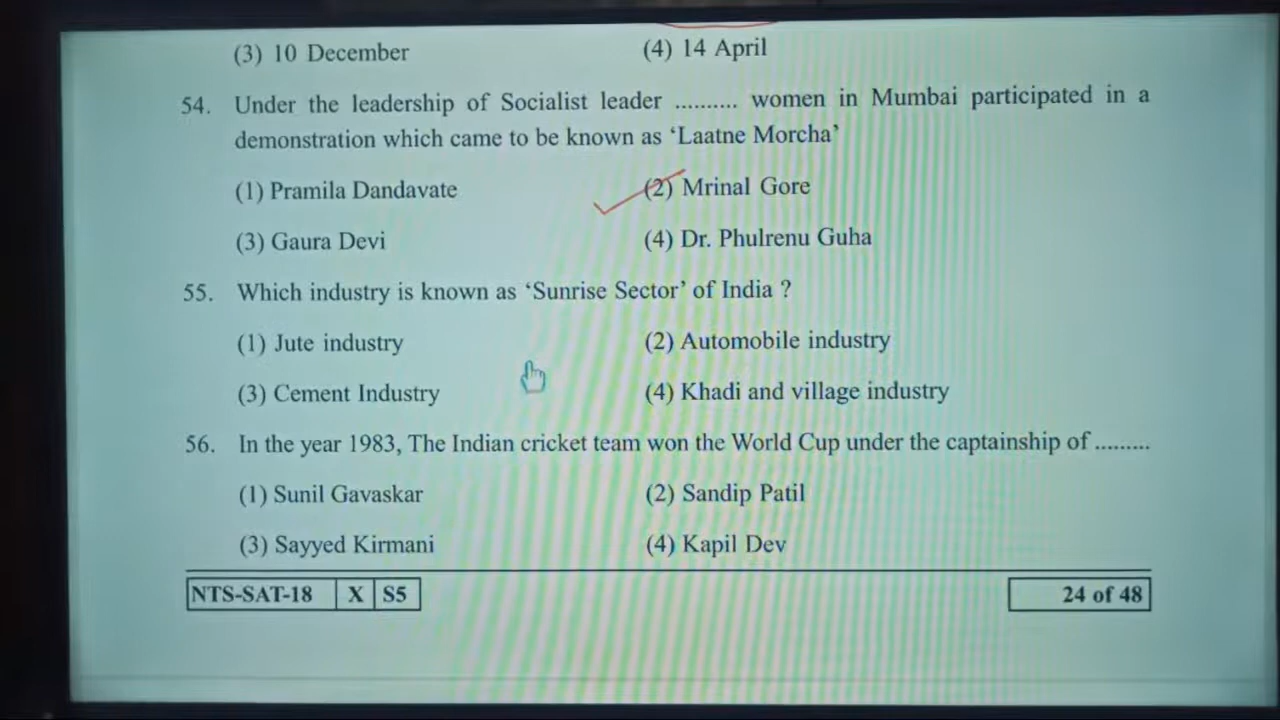 (3) 10 December (4) 14 April
54. Under the leadership of Socialist leader .......... women in Mumbai participated in a
demonstration which came to be known as ‘Laatne Morcha’
(1) Pramila Dandavate (2) Mrinal Gore
(3) Gaura Devi (4) Dr. Phulrenu Guha
55. Which industry is known as ‘Sunrise Sector’ of India ?
(1) Jute industry (2) Automobile industry
(3) Cement Industry (4) Khadi and village industry
56. In the year 1983, The Indian cricket team won the World Cup under the captainship of .........
(1) Sunil Gavaskar (2) Sandip Patil
(3) Sayyed Kirmani (4) Kapil Dev
NTS-SAT-18 X S5 24 of 48